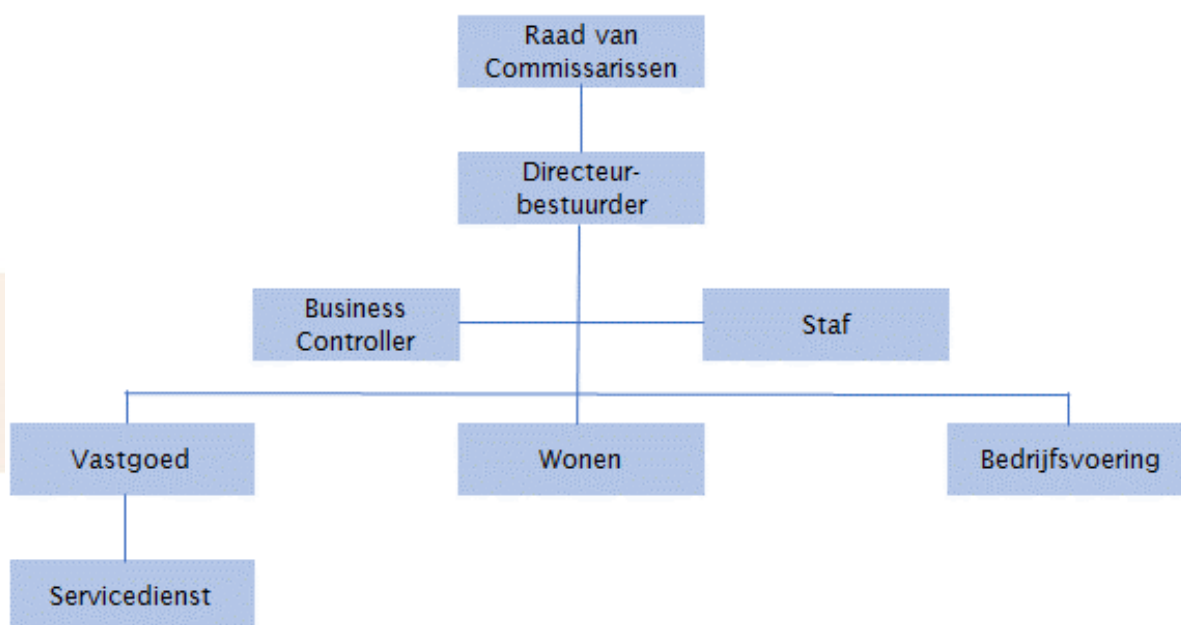 Raad van
Commissarissen
Directeur-
bestuurder
Business
Controller
Staf
Vastgoed
Wonen
Bedrijfsvoering
Servicedienst